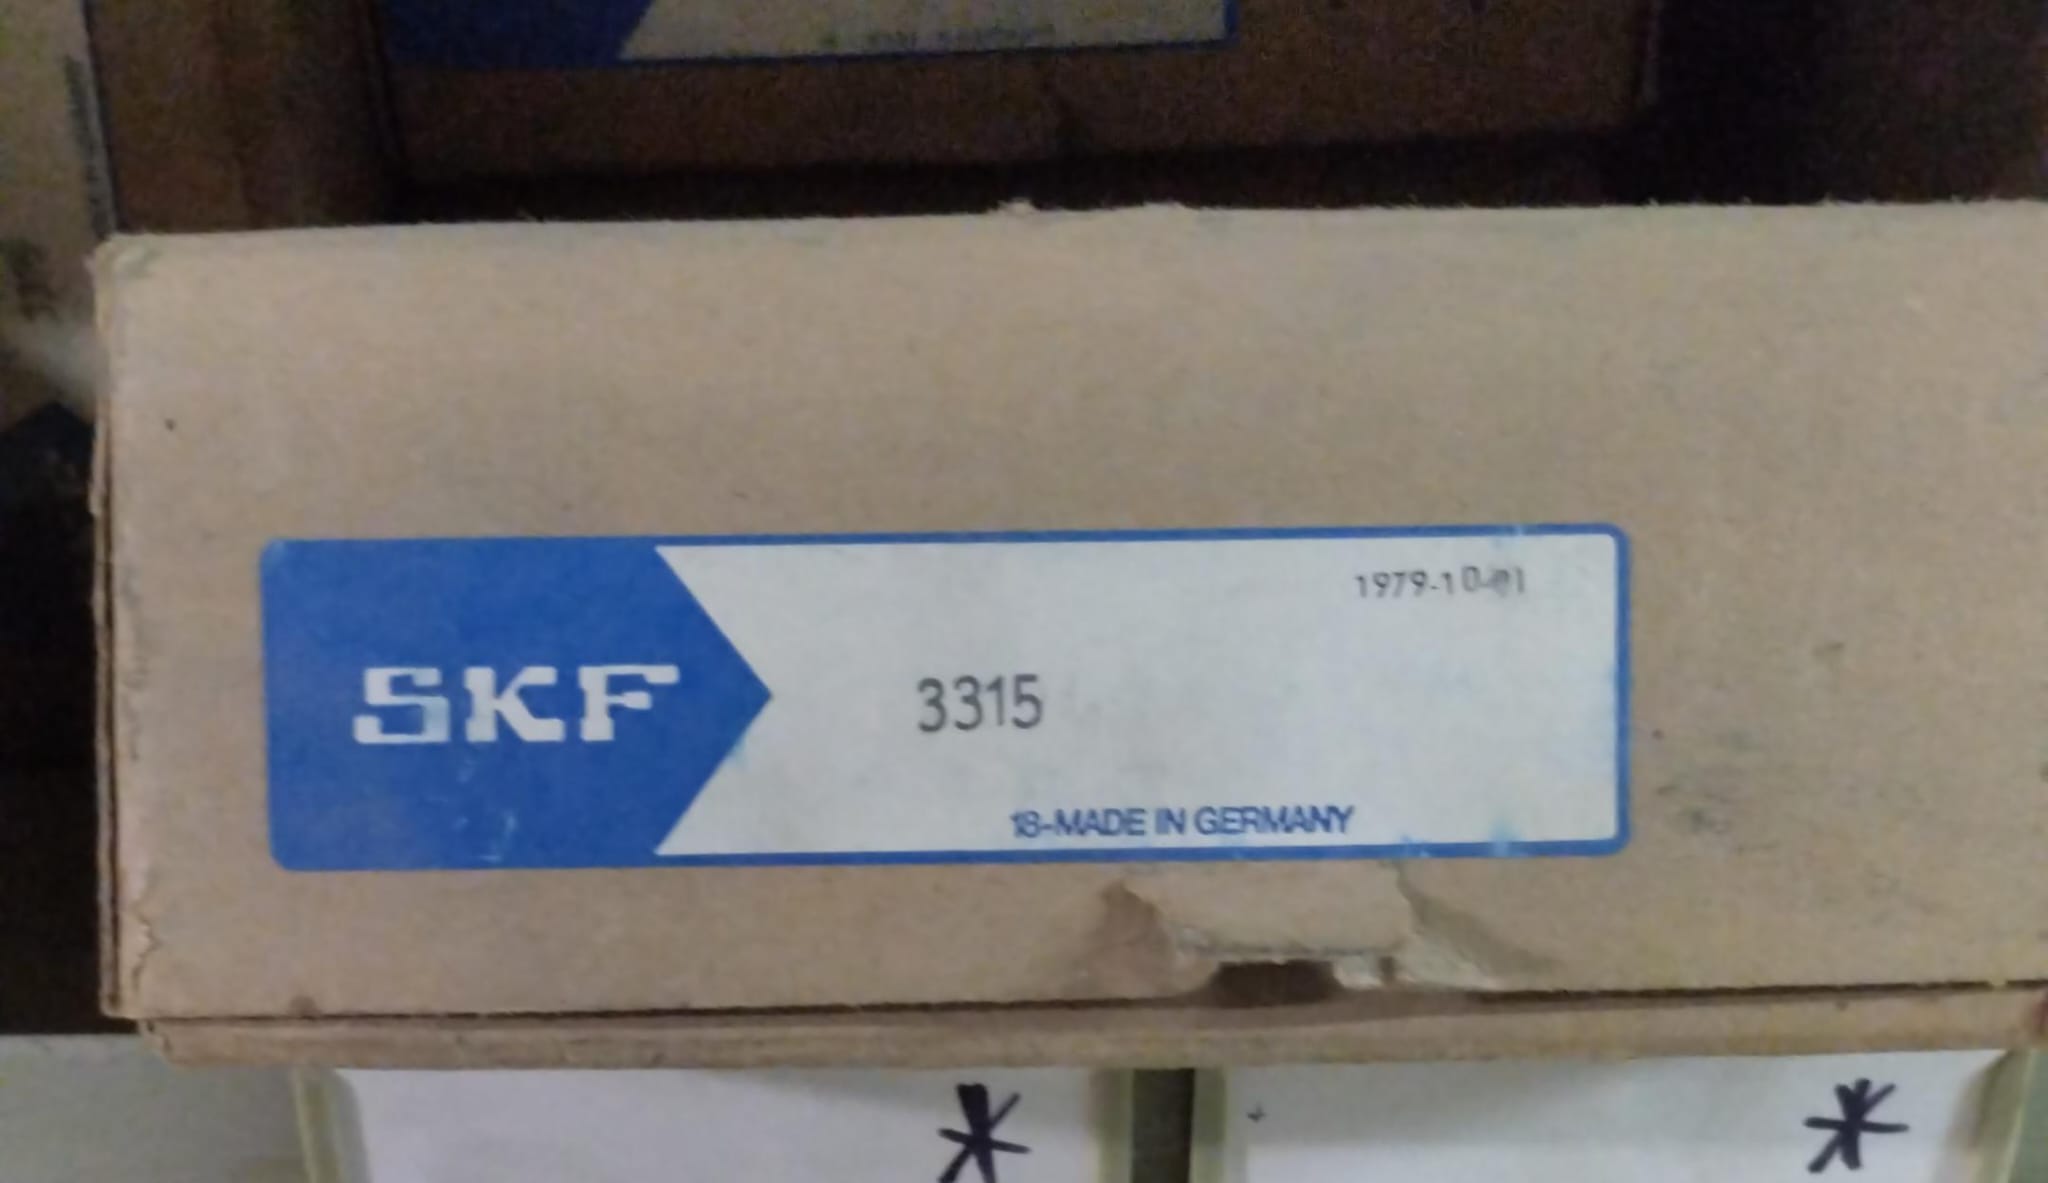 1979-10-01
SKF
3315
18-MADE IN GERMANY
*
*